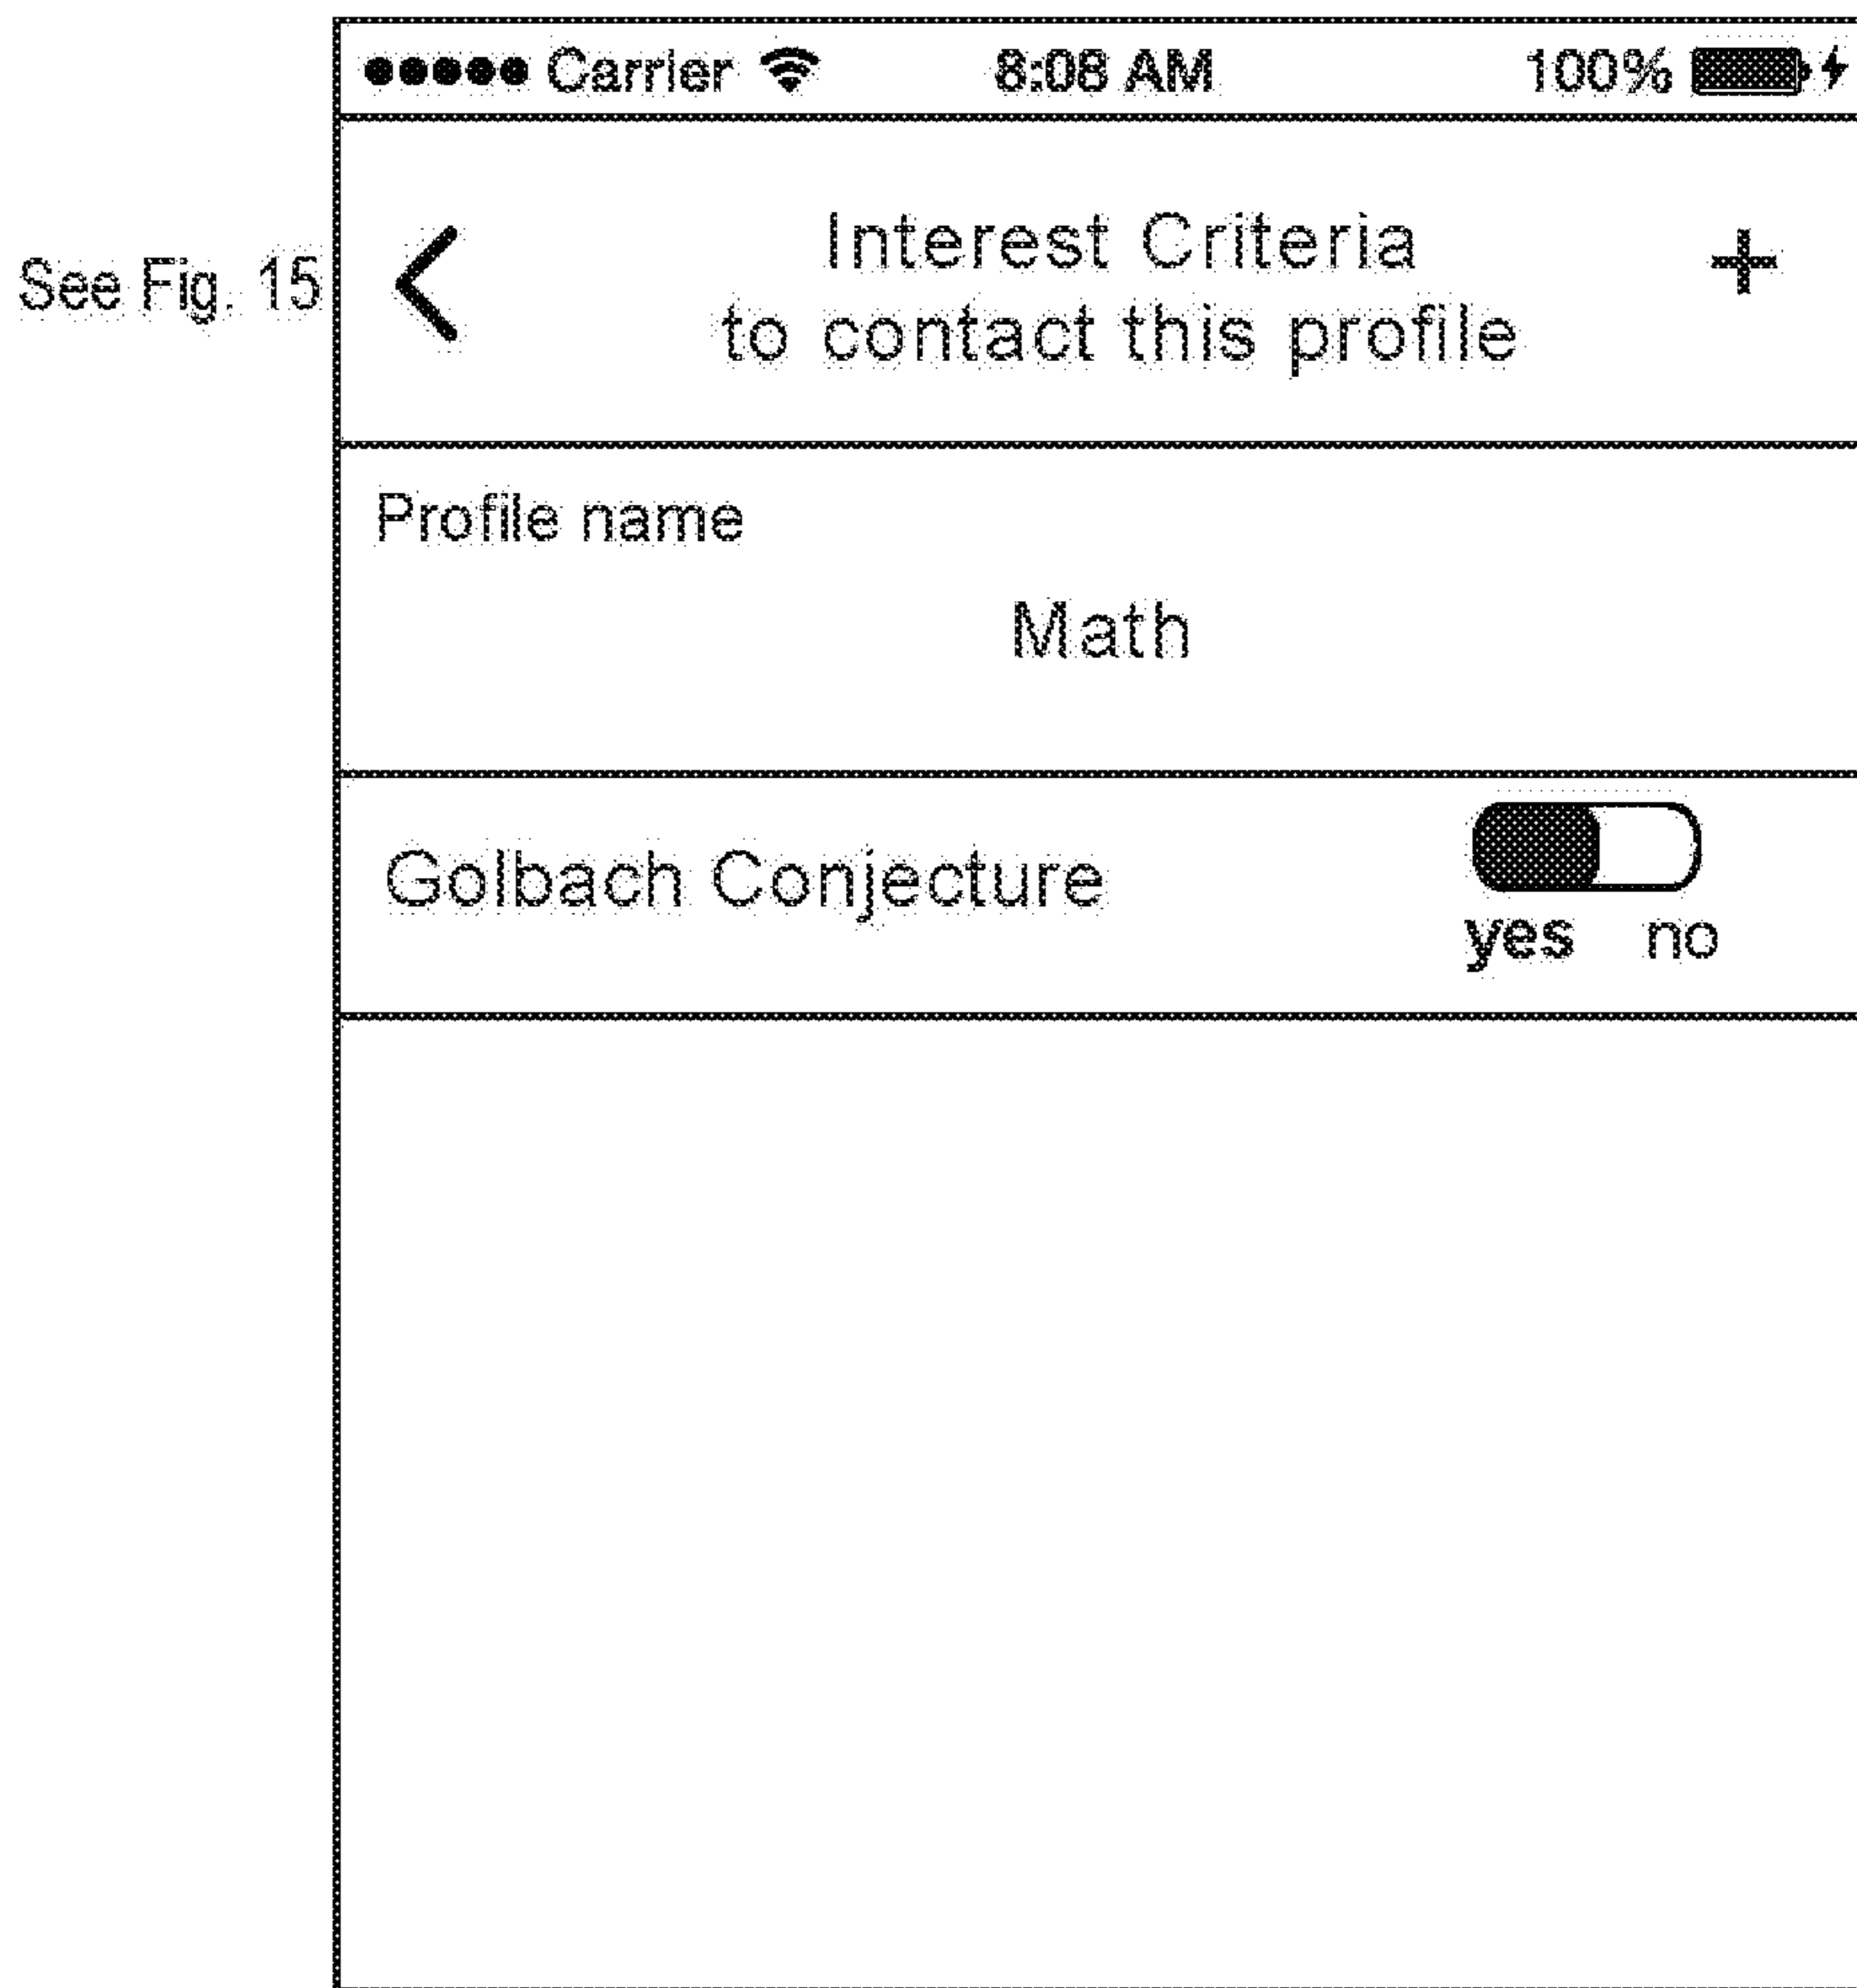 Carrier 8:08 AM 100%
See Fig. 15
Interest Criteria +
to contact this profile
Profile name
Math
Golbach Conjecture
yes no